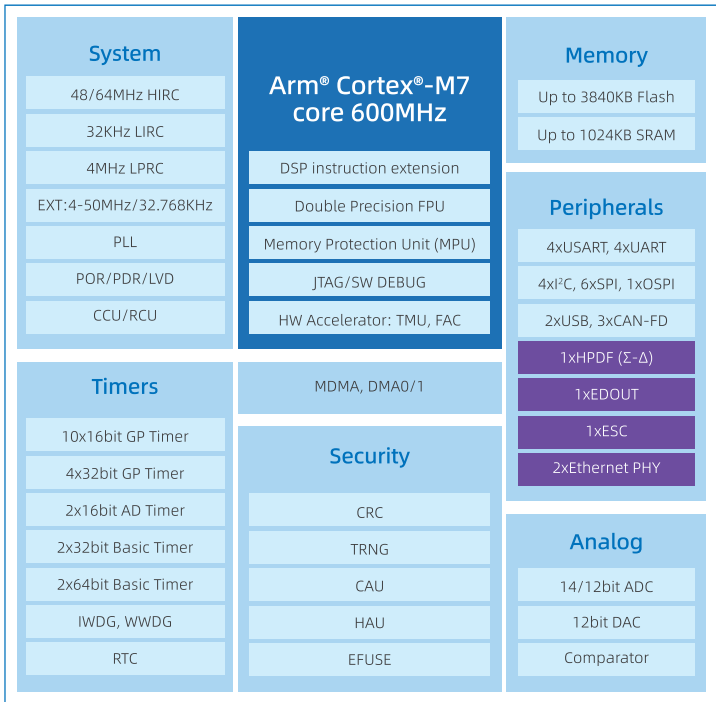 System
48/64MHz HIRC
32KHz LIRC
4MHz LPRC
EXT:4-50MHz/32.768KHz
PLL
POR/PDR/LVD
CCU/RCU
Arm® Cortex®-M7
core 600MHz
DSP instruction extension
Double Precision FPU
Memory Protection Unit (MPU)
JTAG/SW DEBUG
HW Accelerator: TMU, FAC
Memory
Up to 3840KB Flash
Up to 1024KB SRAM
Peripherals
4xUSART, 4xUART
4xI²C, 6xSPI, 1xOSPI
2xUSB, 3xCAN-FD
1xHPDF (Σ-Δ)
1xEDOUT
1xESC
2xEthernet PHY
Timers
10x16bit GP Timer
4x32bit GP Timer
2x16bit AD Timer
2x32bit Basic Timer
2x64bit Basic Timer
IWDG, WWDG
RTC
MDMA, DMA0/1
Security
CRC
TRNG
CAU
HAU
EFUSE
Analog
14/12bit ADC
12bit DAC
Comparator